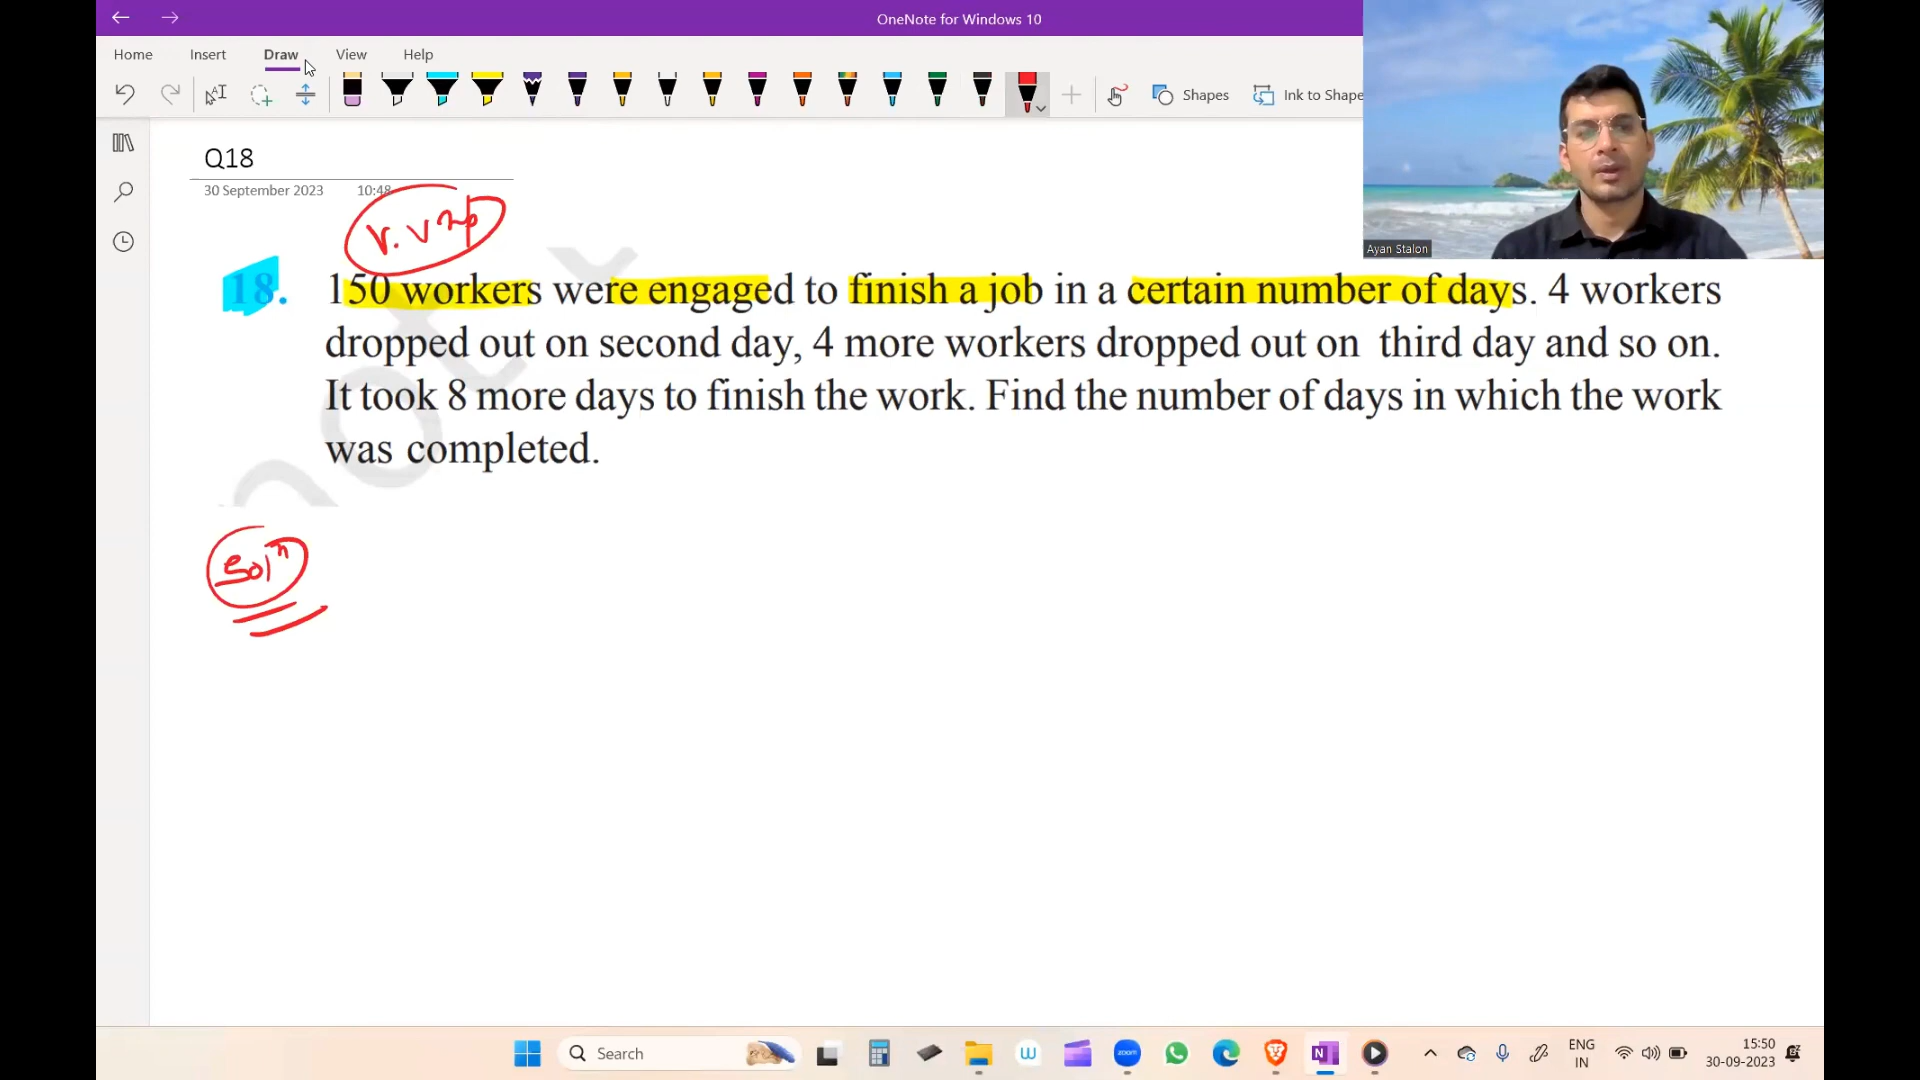 OneNote for Windows 10
Home Insert Draw View Help
Shapes Ink to Shape
Q18
30 September 2023 10:48
Ayan Stalon
18. 150 workers were engaged to finish a job in a certain number of days. 4 workers
dropped out on second day, 4 more workers dropped out on third day and so on.
It took 8 more days to finish the work. Find the number of days in which the work
was completed.
Solⁿ
Search
zoom
ENG
IN
15:50
30-09-2023